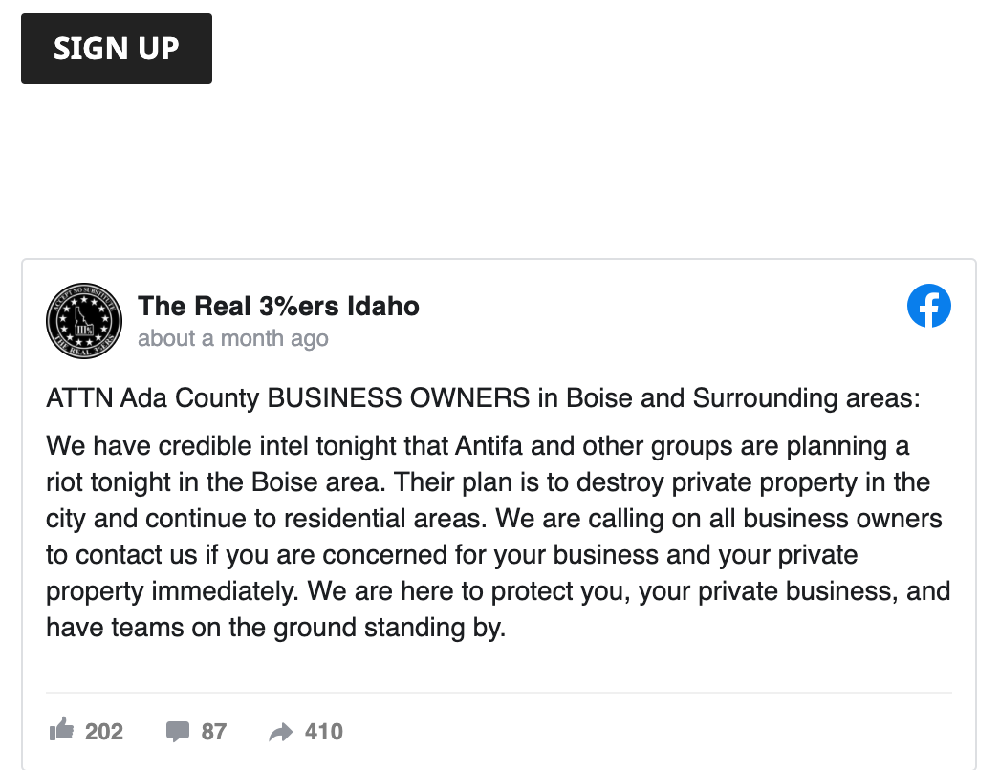 SIGN UP
ACCEPT NO SUBSTITUTE
III%
THE REAL 3%ERS
The Real 3%ers Idaho
about a month ago
ATTN Ada County BUSINESS OWNERS in Boise and Surrounding areas:
We have credible intel tonight that Antifa and other groups are planning a
riot tonight in the Boise area. Their plan is to destroy private property in the
city and continue to residential areas. We are calling on all business owners
to contact us if you are concerned for your business and your private
property immediately. We are here to protect you, your private business, and
have teams on the ground standing by.
202 87 410